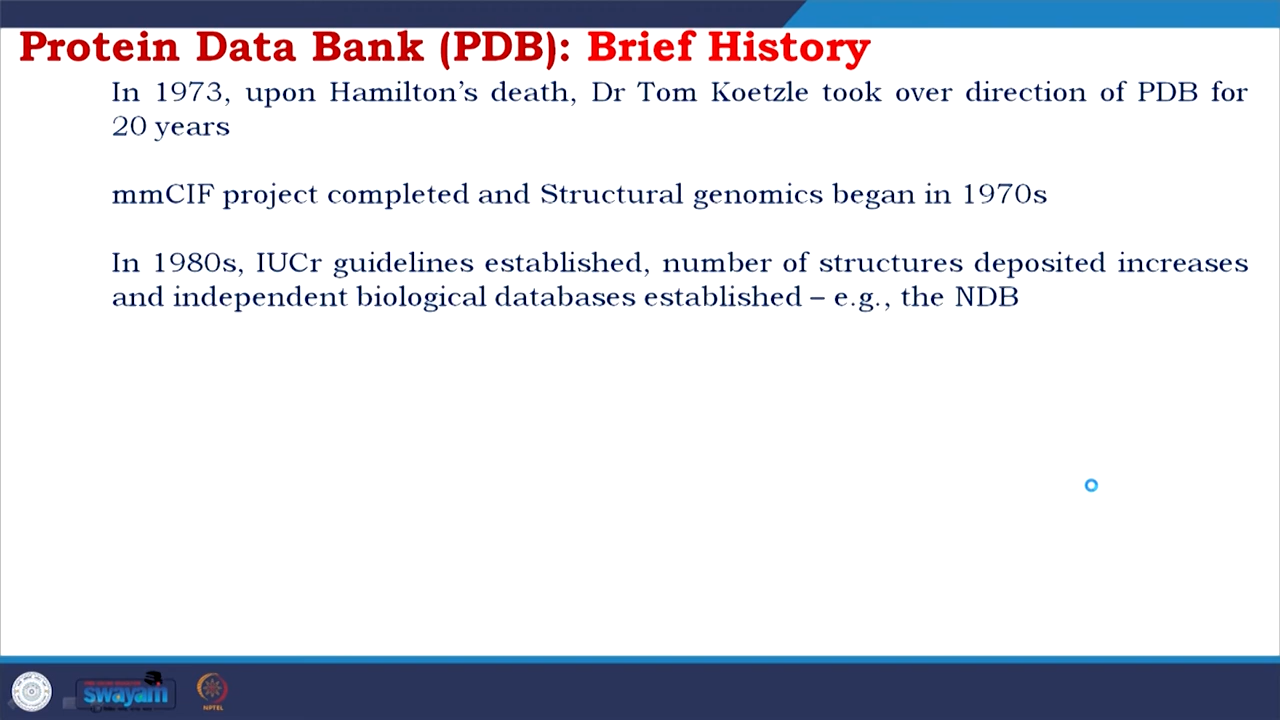 Protein Data Bank (PDB): Brief History
In 1973, upon Hamilton's death, Dr Tom Koetzle took over direction of PDB for
20 years
mmCIF project completed and Structural genomics began in 1970s
In 1980s, IUCr guidelines established, number of structures deposited increases
and independent biological databases established – e.g., the NDB
swayam
NPTEL